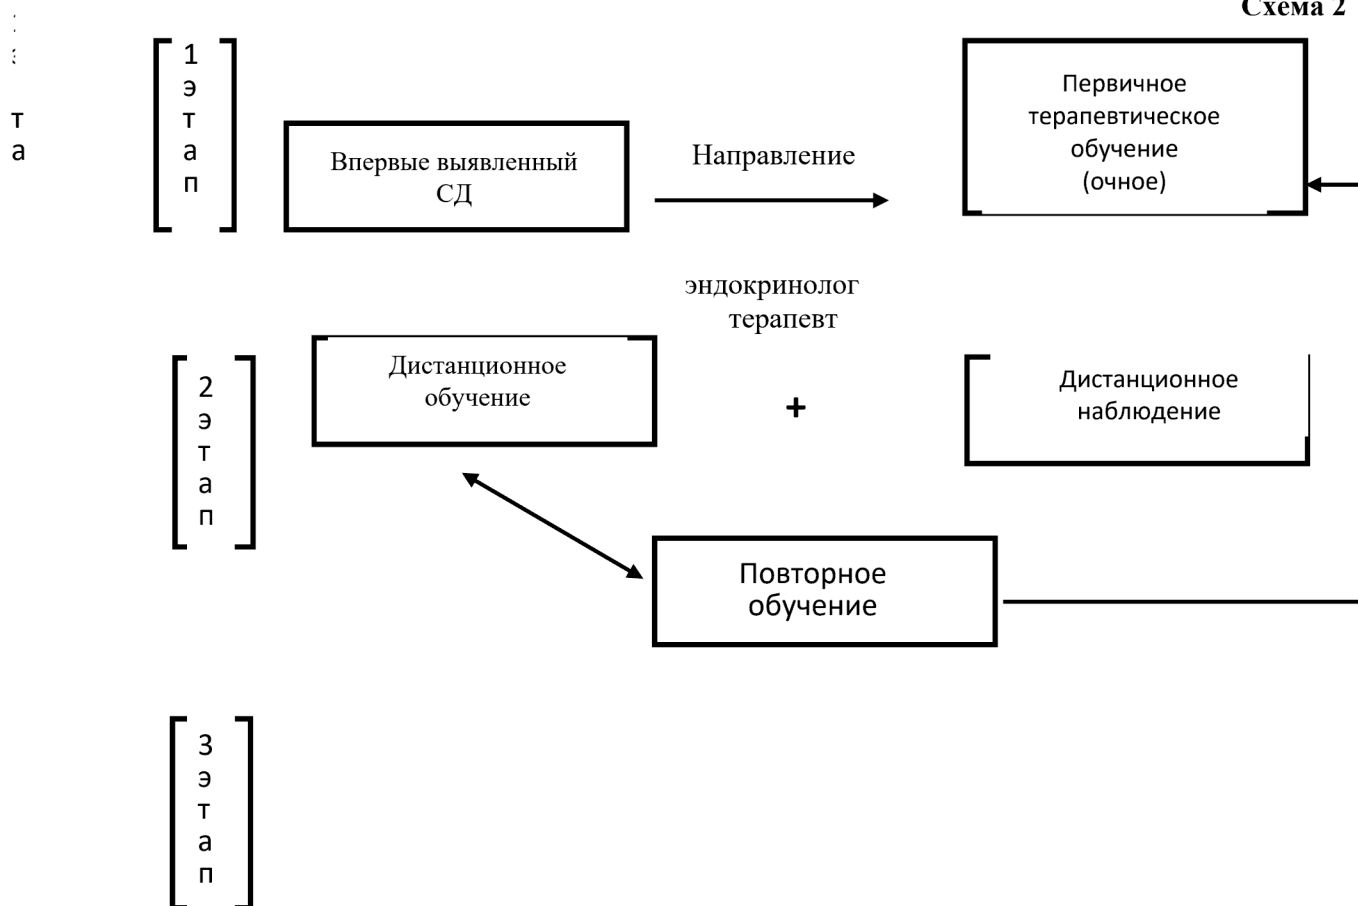 Схема 2
1
э
т
а
п
т
а
Впервые выявленный
СД
Направление
Первичное
терапевтическое
обучение
(очное)
эндокринолог
терапевт
2
э
т
а
п
Дистанционное
обучение
+
Дистанционное
наблюдение
Повторное
обучение
3
э
т
а
п